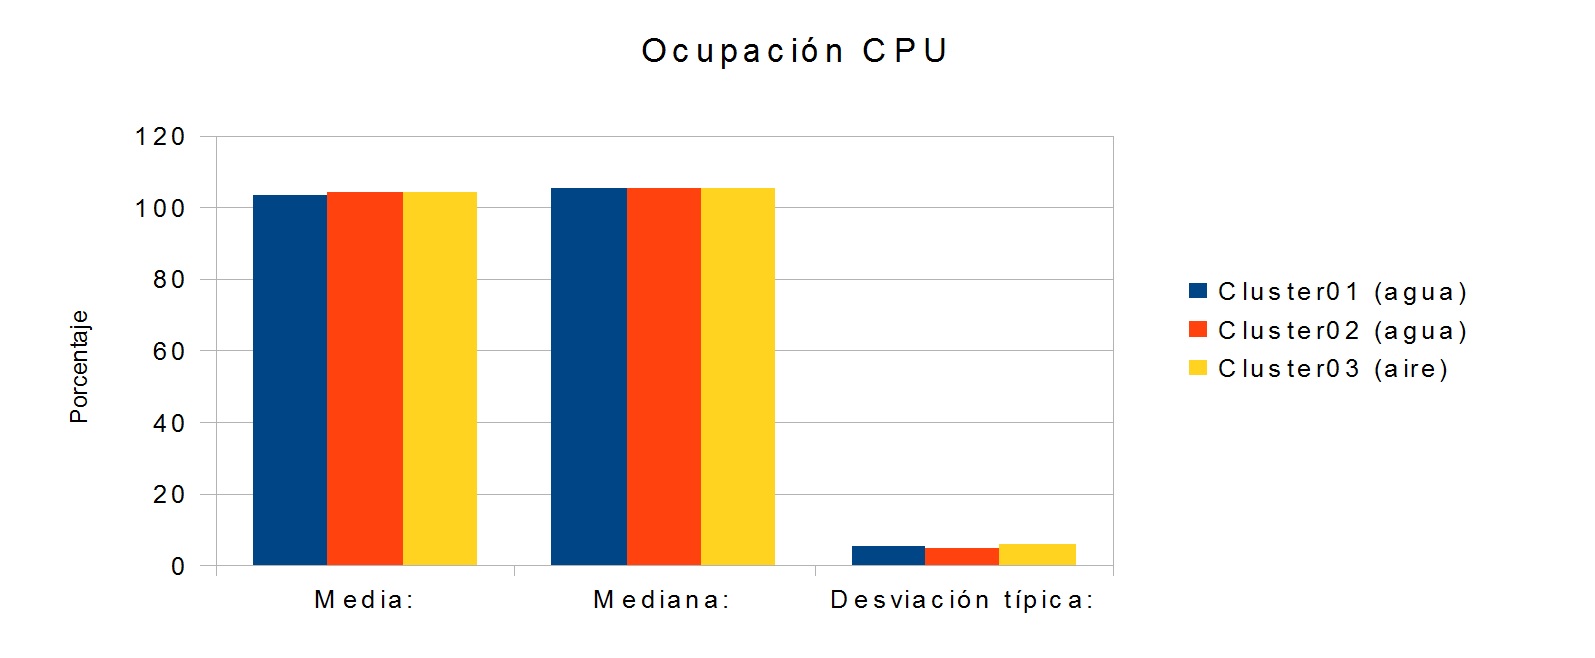 Ocupación CPU
120
100
80
60
40
20
0
Porcentaje
Media:
Mediana:
Desviación típica:
Cluster01 (agua)
Cluster02 (agua)
Cluster03 (aire)